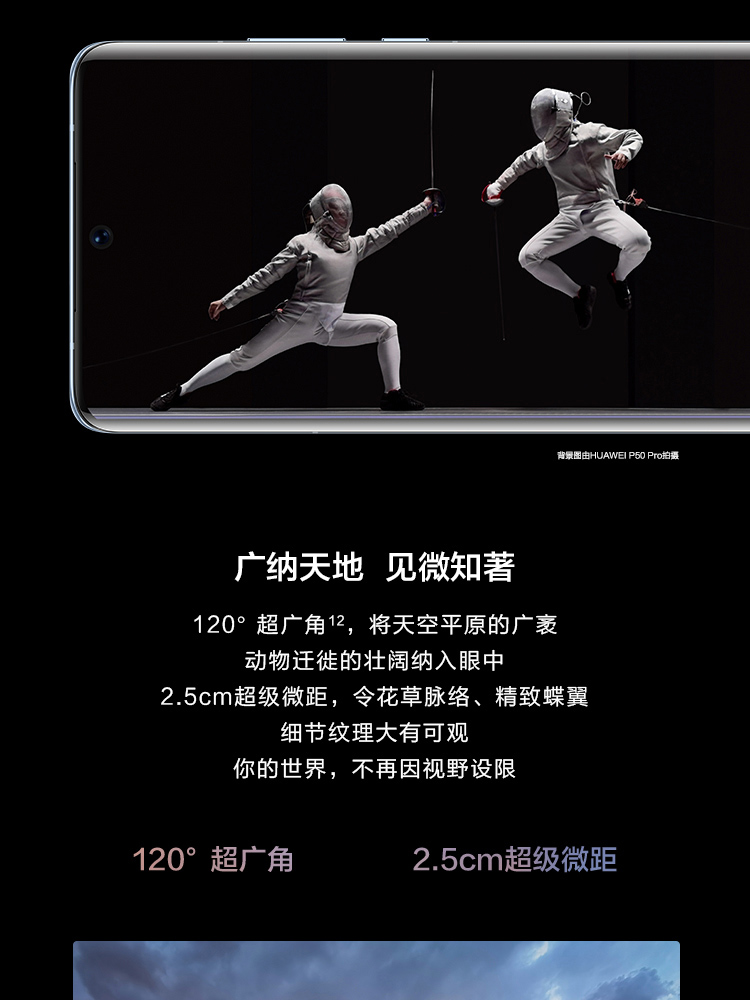 背景图由HUAWEI P50 Pro拍摄
广纳天地 见微知著
120° 超广角¹²，将天空平原的广袤
动物迁徙的壮阔纳入眼中
2.5cm超级微距，令花草脉络、精致蝶翼
细节纹理大有可观
你的世界，不再因视野设限
120° 超广角 2.5cm超级微距